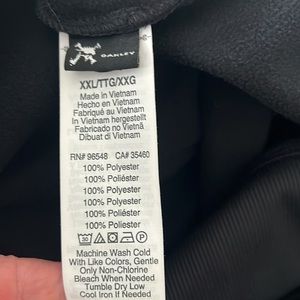 OAKLEY
XXL/TTG/XXG
Made in Vietnam
Hecho en Vietnam
Fabriqué au Vietnam
In Vietnam hergestellt
Fabricado no Vietnã
Dibuat di Vietnam
RN# 96548 CA# 35460
100% Polyester
100% Poliéster
100% Polyester
100% Polyester
100% Poliéster
100% Poliester
30
Machine Wash Cold
With Like Colors, Gentle
Only Non-Chlorine
Bleach When Needed
Tumble Dry Low
Cool Iron If Needed